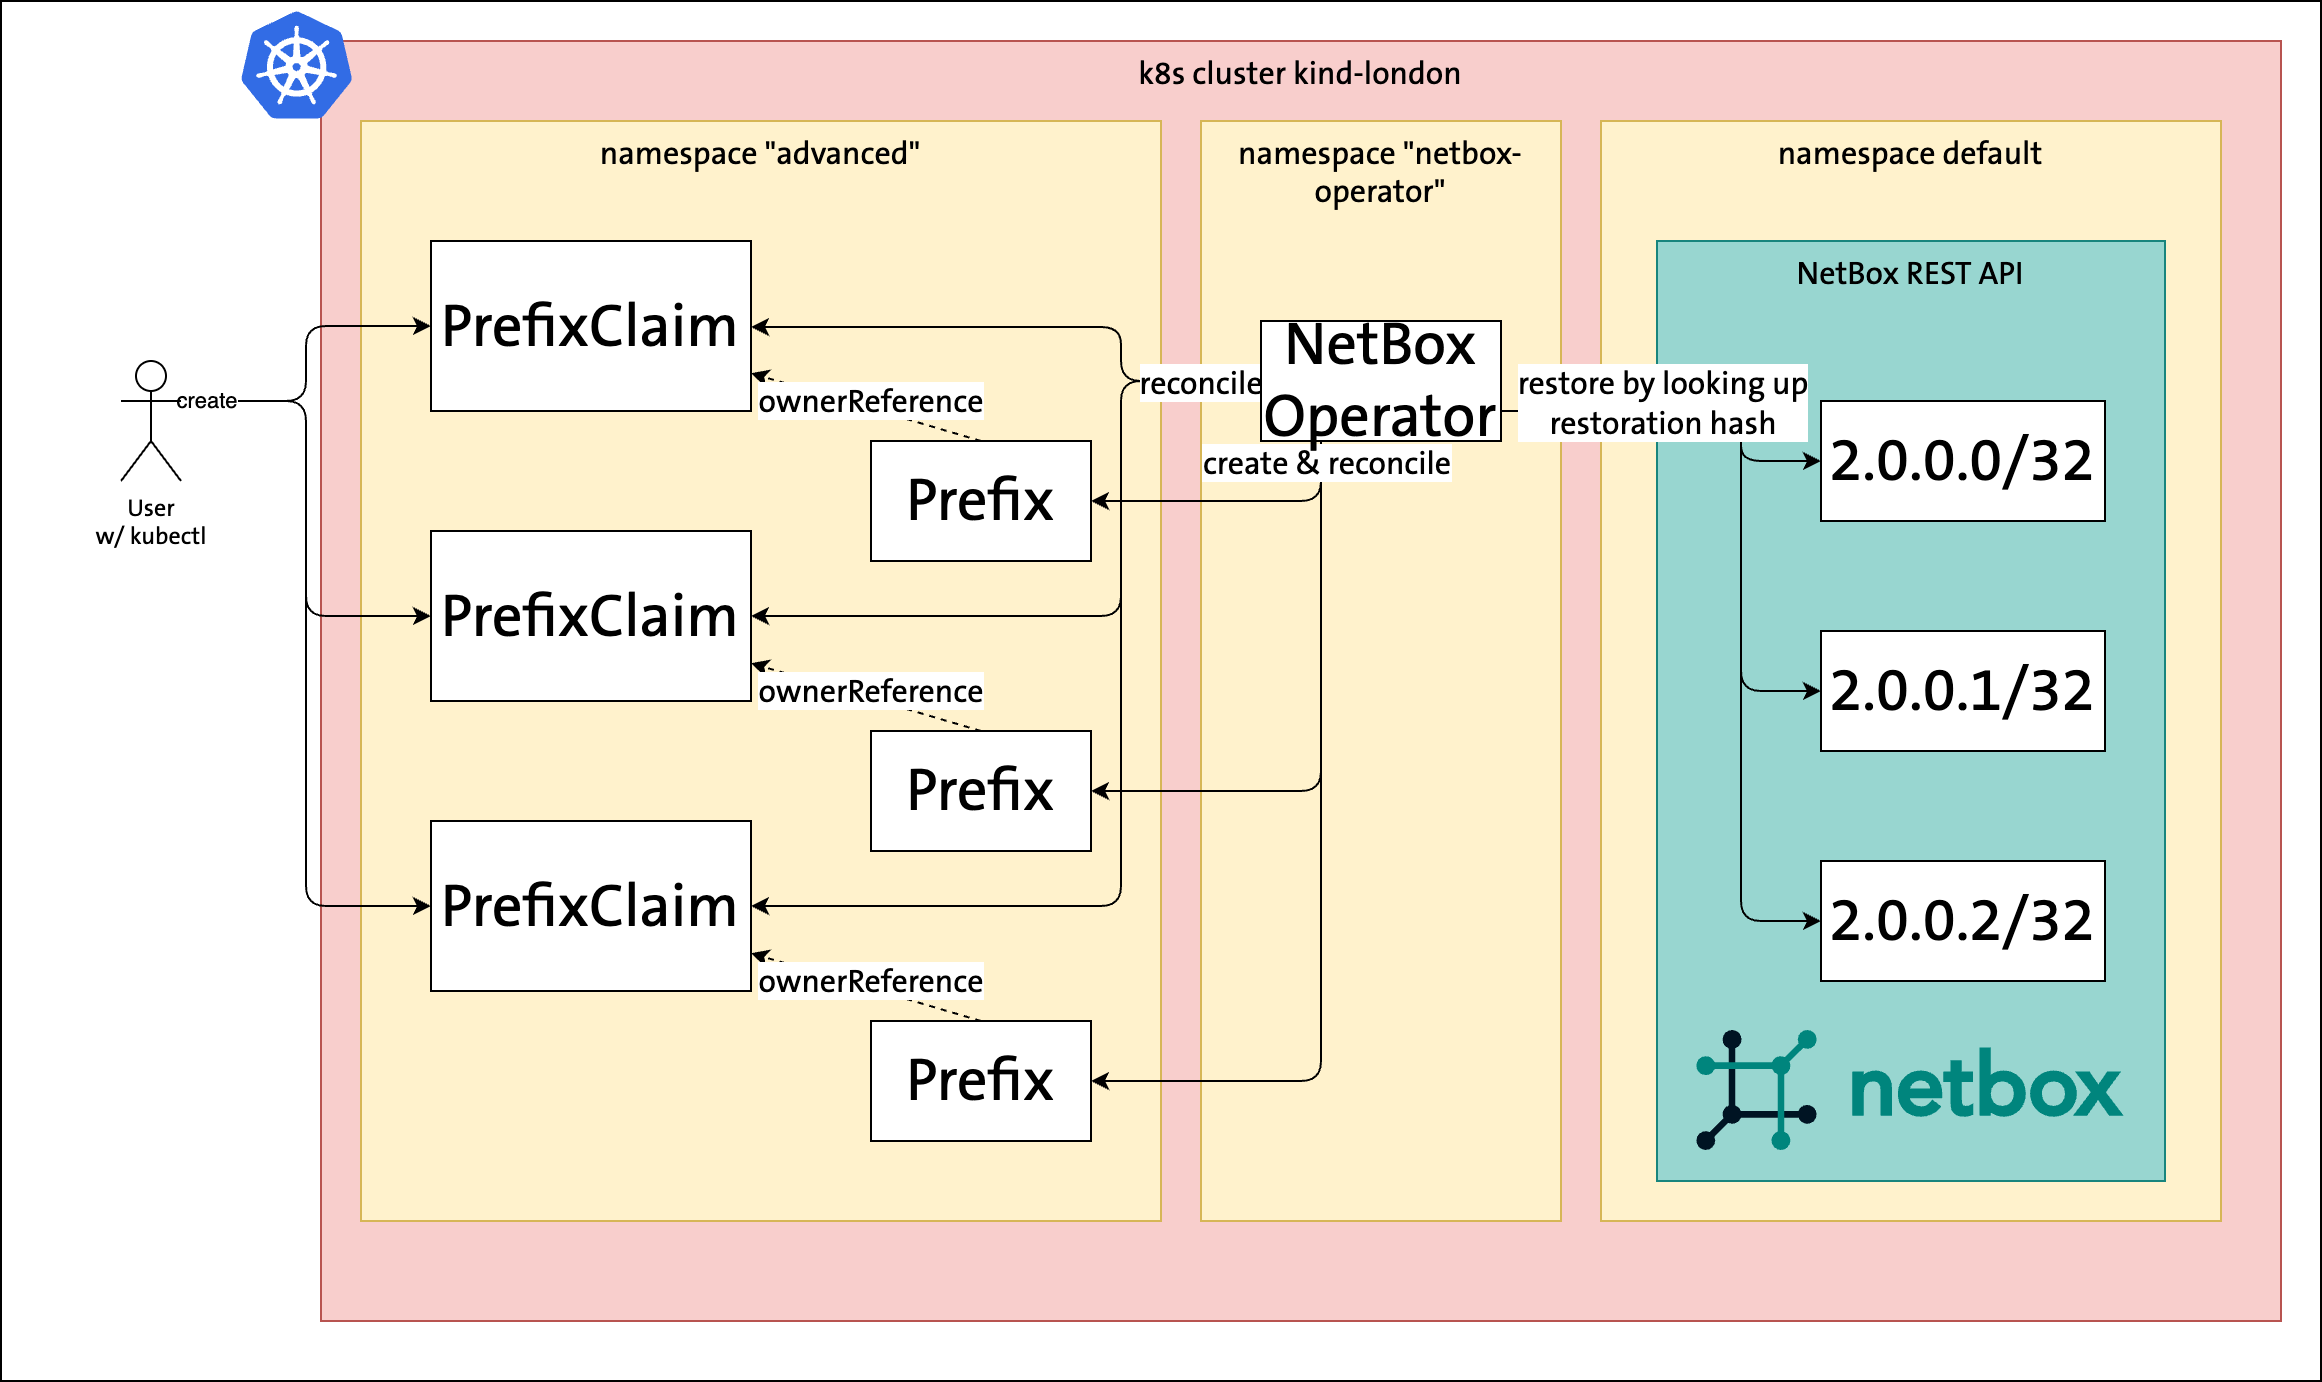 k8s cluster kind-london
namespace "advanced"
namespace "netbox-
operator"
namespace default
NetBox REST API
create
User
w/ kubectl
PrefixClaim
ownerReference
Prefix
PrefixClaim
ownerReference
Prefix
PrefixClaim
ownerReference
Prefix
reconcile
NetBox
Operator
create & reconcile
restore by looking up
restoration hash
2.0.0.0/32
2.0.0.1/32
2.0.0.2/32
netbox